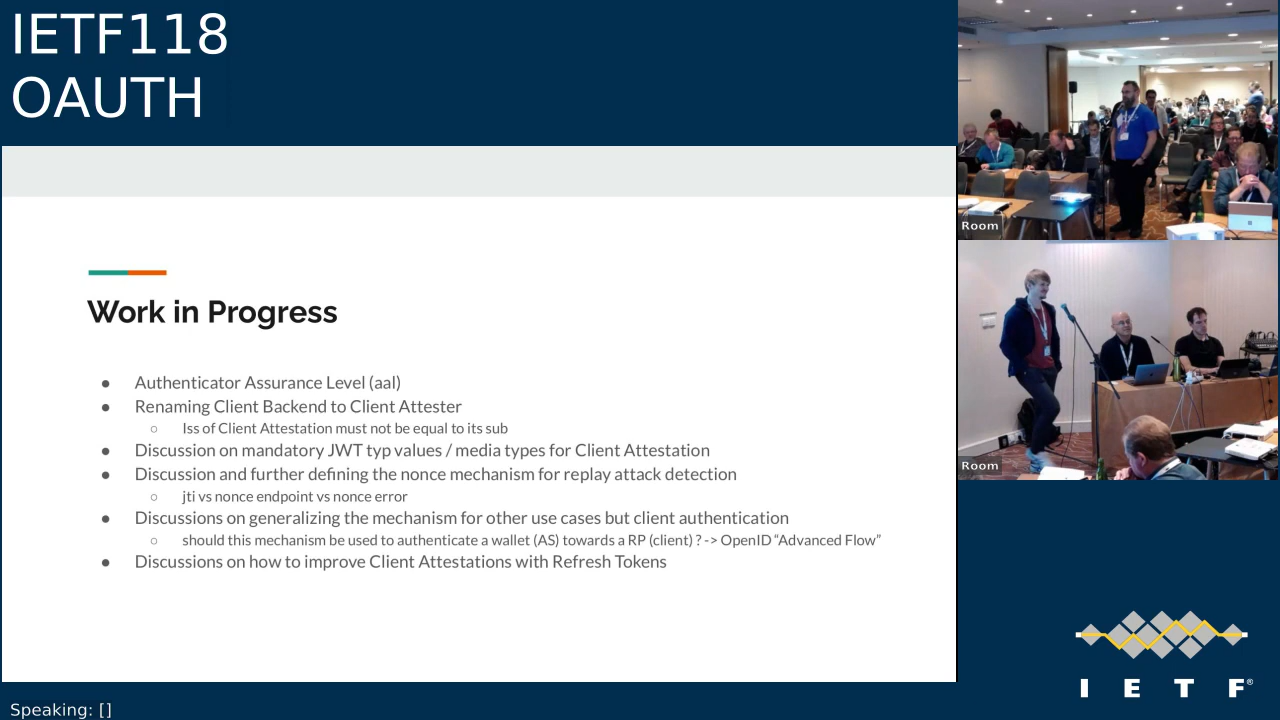 IETF118
OAUTH
Work in Progress
● Authenticator Assurance Level (aal)
● Renaming Client Backend to Client Attester
○ Iss of Client Attestation must not be equal to its sub
● Discussion on mandatory JWT typ values / media types for Client Attestation
● Discussion and further defining the nonce mechanism for replay attack detection
○ jti vs nonce endpoint vs nonce error
● Discussions on generalizing the mechanism for other use cases but client authentication
○ should this mechanism be used to authenticate a wallet (AS) towards a RP (client) ? -> OpenID “Advanced Flow”
● Discussions on how to improve Client Attestations with Refresh Tokens
Room
Room
I E T F®
Speaking: []